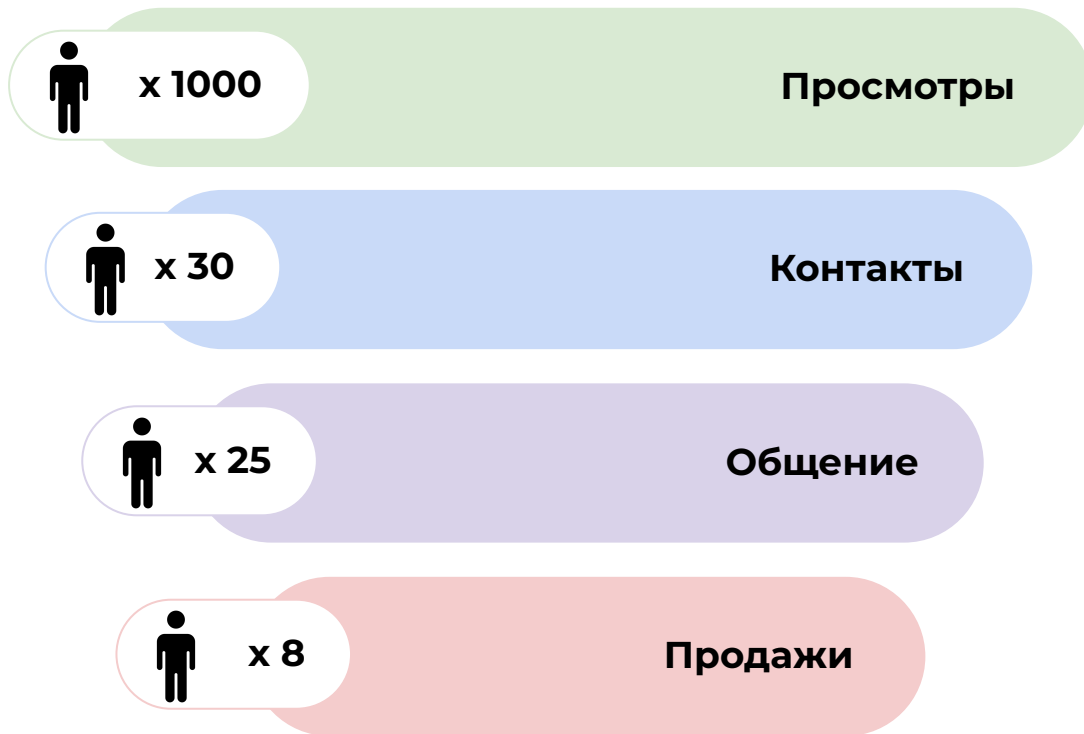 x 1000
Просмотры
x 30
Контакты
x 25
Общение
x 8
Продажи